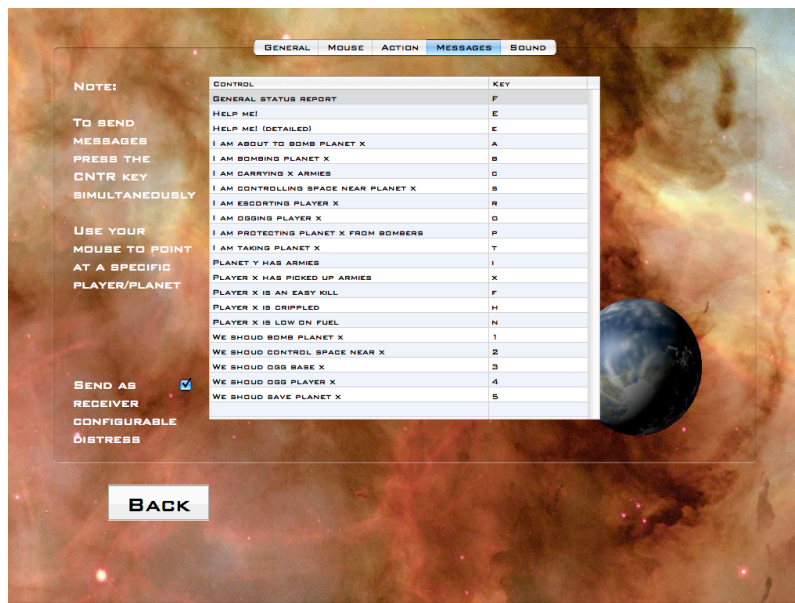 GENERAL MOUSE ACTION MESSAGES SOUND
NOTE:
TO SEND
MESSAGES
PRESS THE
CNTR KEY
SIMULTANEOUSLY
USE YOUR
MOUSE TO POINT
AT A SPECIFIC
PLAYER/PLANET
SEND AS
RECEIVER
CONFIGURABLE
DISTRESS
CONTROL KEY
GENERAL STATUS REPORT F
HELP ME! E
HELP ME! (DETAILED) E
I AM ABOUT TO BOMB PLANET X A
I AM BOMBING PLANET X B
I AM CARRYING X ARMIES C
I AM CONTROLLING SPACE NEAR PLANET X S
I AM ESCORTING PLAYER X R
I AM OGGING PLAYER X O
I AM PROTECTING PLANET X FROM BOMBERS P
I AM TAKING PLANET X T
PLANET Y HAS ARMIES I
PLAYER X HAS PICKED UP ARMIES X
PLAYER X IS AN EASY KILL F
PLAYER X IS CRIPPLED H
PLAYER X IS LOW ON FUEL N
WE SHOUD BOMB PLANET X 1
WE SHOUD CONTROL SPACE NEAR X 2
WE SHOUD OGG BASE X 3
WE SHOUD OGG PLAYER X 4
WE SHOUD SAVE PLANET X 5
BACK